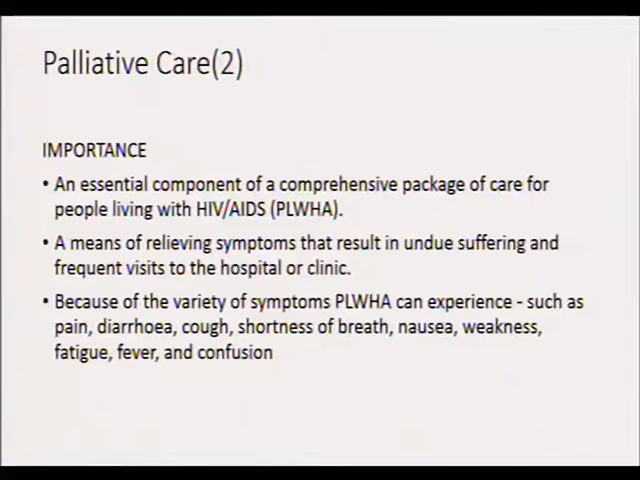 Palliative Care(2)
IMPORTANCE
• An essential component of a comprehensive package of care for
people living with HIV/AIDS (PLWHA).
• A means of relieving symptoms that result in undue suffering and
frequent visits to the hospital or clinic.
• Because of the variety of symptoms PLWHA can experience - such as
pain, diarrhoea, cough, shortness of breath, nausea, weakness,
fatigue, fever, and confusion